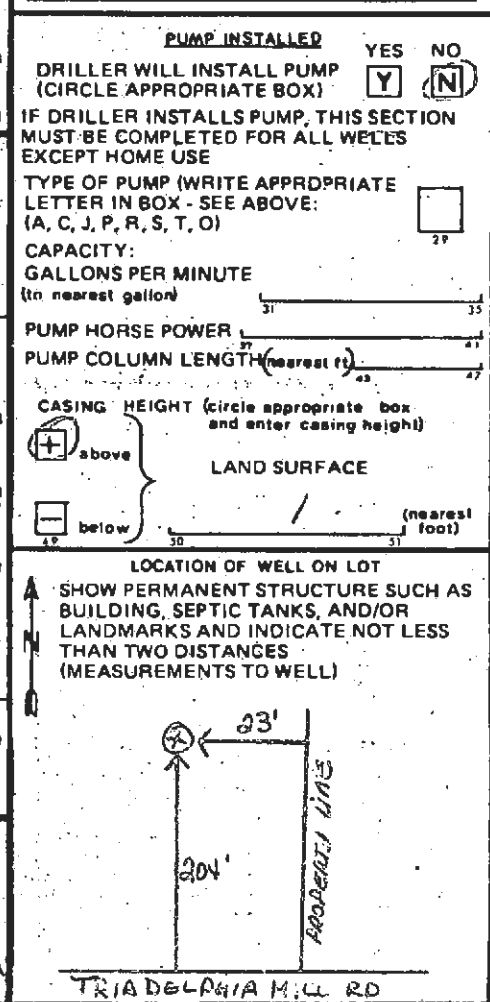 PUMP INSTALLED
YES NO
DRILLER WILL INSTALL PUMP
(CIRCLE APPROPRIATE BOX) Y N
IF DRILLER INSTALLS PUMP, THIS SECTION
MUST BE COMPLETED FOR ALL WELLS
EXCEPT HOME USE
TYPE OF PUMP (WRITE APPROPRIATE
LETTER IN BOX - SEE ABOVE:
(A, C, J, P, R, S, T, O)
29
CAPACITY:
GALLONS PER MINUTE
(to nearest gallon)
31 35
PUMP HORSE POWER
37 41
PUMP COLUMN LENGTH (nearest ft)
43 47
CASING HEIGHT (circle appropriate box
and enter casing height)
+ above
LAND SURFACE
- below 1 (nearest
foot)
49 50 51
LOCATION OF WELL ON LOT
SHOW PERMANENT STRUCTURE SUCH AS
BUILDING, SEPTIC TANKS, AND/OR
LANDMARKS AND INDICATE NOT LESS
THAN TWO DISTANCES
(MEASUREMENTS TO WELL)
N
23'
204'
PROPERTY LINE
TRIADELPHIA MILL RD